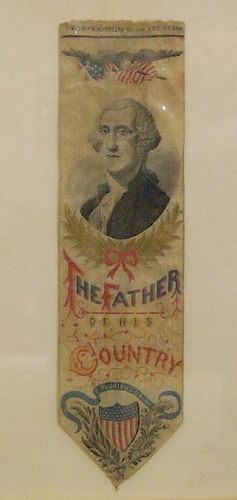 THE FATHER
OF HIS
COUNTRY
E PLURIBUS UNUM